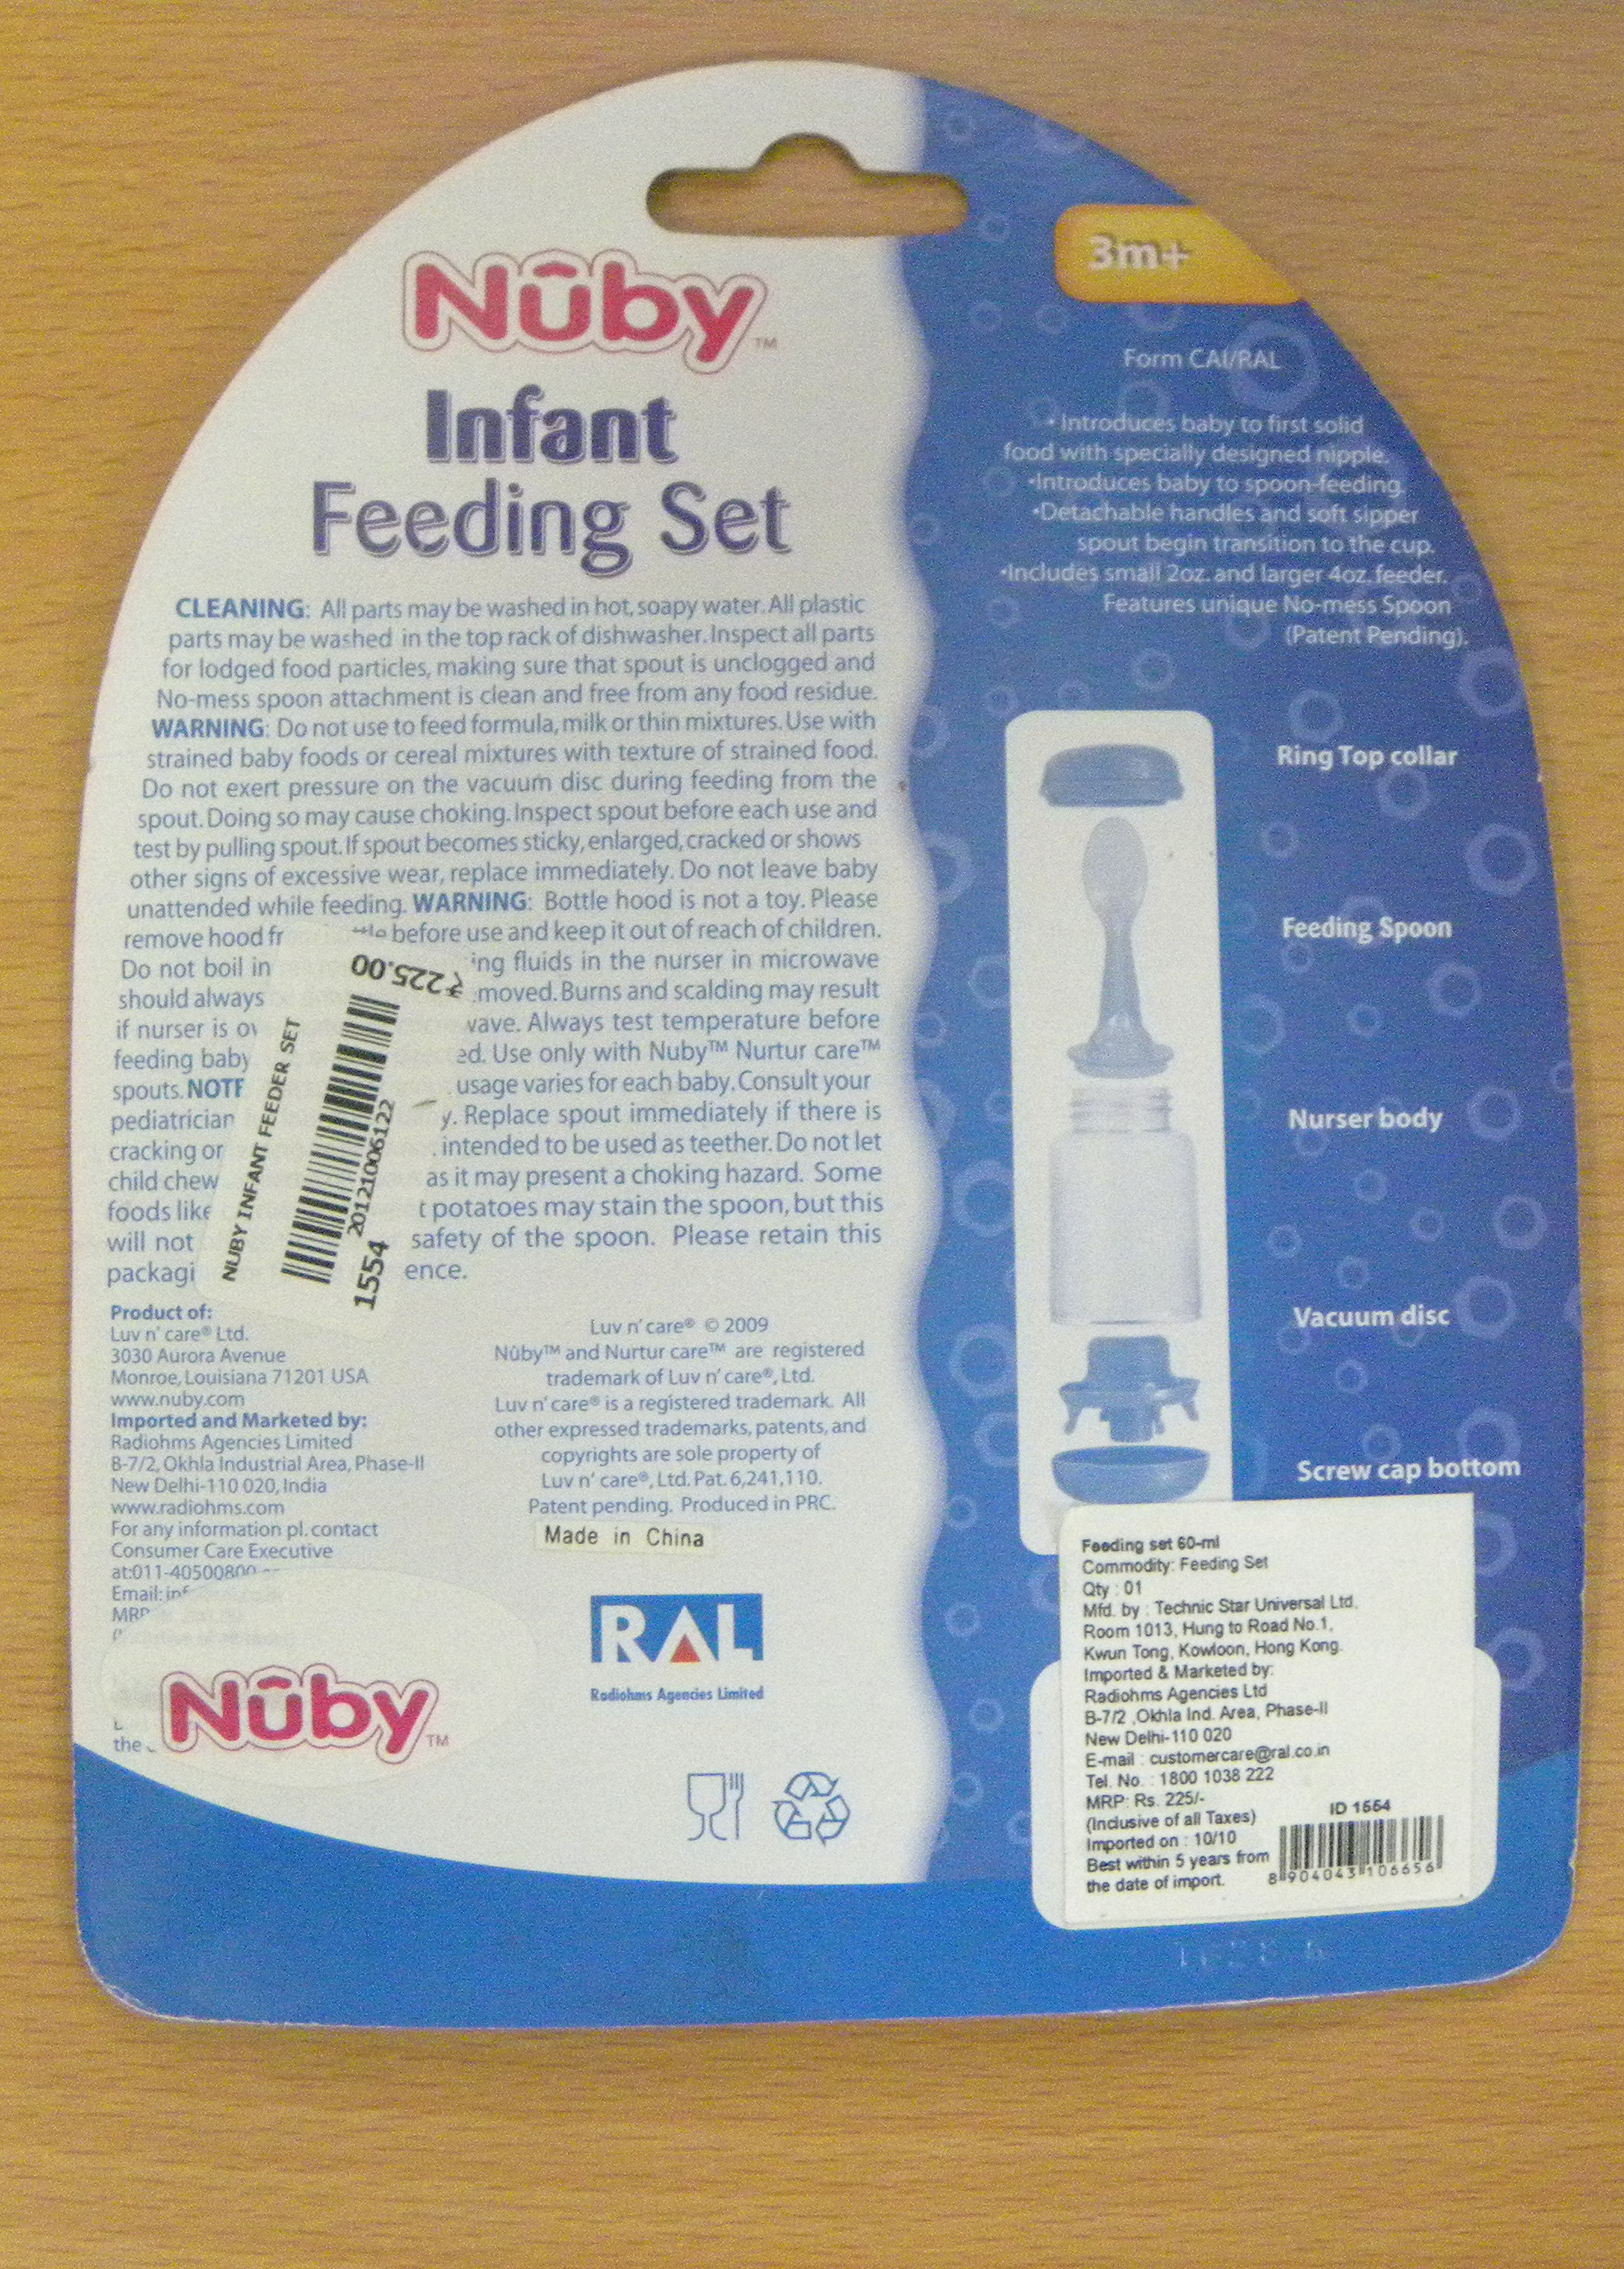 Nûby™
Infant
Feeding Set
CLEANING: All parts may be washed in hot, soapy water. All plastic
parts may be washed in the top rack of dishwasher. Inspect all parts
for lodged food particles, making sure that spout is unclogged and
No-mess spoon attachment is clean and free from any food residue.
WARNING: Do not use to feed formula, milk or thin mixtures. Use with
strained baby foods or cereal mixtures with texture of strained food.
Do not exert pressure on the vacuum disc during feeding from the
spout. Doing so may cause choking. Inspect spout before each use and
test by pulling spout. If spout becomes sticky, enlarged, cracked or shows
other signs of excessive wear, replace immediately. Do not leave baby
unattended while feeding. WARNING: Bottle hood is not a toy. Please
remove hood fr before use and keep it out of reach of children.
Do not boil in ing fluids in the nurser in microwave
should always moved. Burns and scalding may result
if nurser is ov vave. Always test temperature before
feeding baby ed. Use only with Nuby™ Nurtur care™
spouts. NOTE usage varies for each baby. Consult your
pediatrician y. Replace spout immediately if there is
cracking or . intended to be used as teether. Do not let
child chew as it may present a choking hazard. Some
foods like t potatoes may stain the spoon, but this
will not safety of the spoon. Please retain this
packagi ence.
₹225.00
NUBY INFANT FEEDER SET
20121006122
1554
Product of:
Luv n' care® Ltd.
3030 Aurora Avenue
Monroe, Louisiana 71201 USA
www.nuby.com
Imported and Marketed by:
Radiohms Agencies Limited
B-7/2, Okhla Industrial Area, Phase-II
New Delhi-110 020, India
www.radiohms.com
For any information pl. contact
Consumer Care Executive
at:011-40500800
Email: inf
MRP
the
Nûby™
Luv n' care® © 2009
Nûby™ and Nurtur care™ are registered
trademark of Luv n' care®, Ltd.
Luv n' care® is a registered trademark. All
other expressed trademarks, patents, and
copyrights are sole property of
Luv n' care®, Ltd. Pat. 6,241,110.
Patent pending. Produced in PRC.
Made in China
RAL
Radiohms Agencies Limited
3m+
Form CAI/RAL
• Introduces baby to first solid
food with specially designed nipple.
•Introduces baby to spoon-feeding.
•Detachable handles and soft sipper
spout begin transition to the cup.
•Includes small 2oz. and larger 4oz. feeder.
Features unique No-mess Spoon
(Patent Pending).
Ring Top collar
Feeding Spoon
Nurser body
Vacuum disc
Screw cap bottom
Feeding set 60-ml
Commodity: Feeding Set
Qty : 01
Mfd. by : Technic Star Universal Ltd.
Room 1013, Hung to Road No.1,
Kwun Tong, Kowloon, Hong Kong.
Imported & Marketed by:
Radiohms Agencies Ltd
B-7/2 ,Okhla Ind. Area, Phase-II
New Delhi-110 020
E-mail : customercare@ral.co.in
Tel. No. : 1800 1038 222
MRP: Rs. 225/-
(Inclusive of all Taxes)
Imported on : 10/10
Best within 5 years from
the date of import.
ID 1554
8 904043 106656